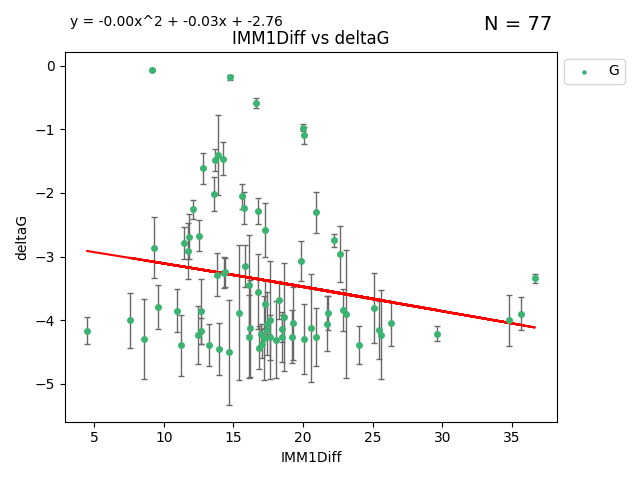 y = -0.00x^2 + -0.03x + -2.76
N = 77
IMM1Diff vs deltaG
G
0
−1
−2
−3
−4
−5
deltaG
5 10 15 20 25 30 35
IMM1Diff